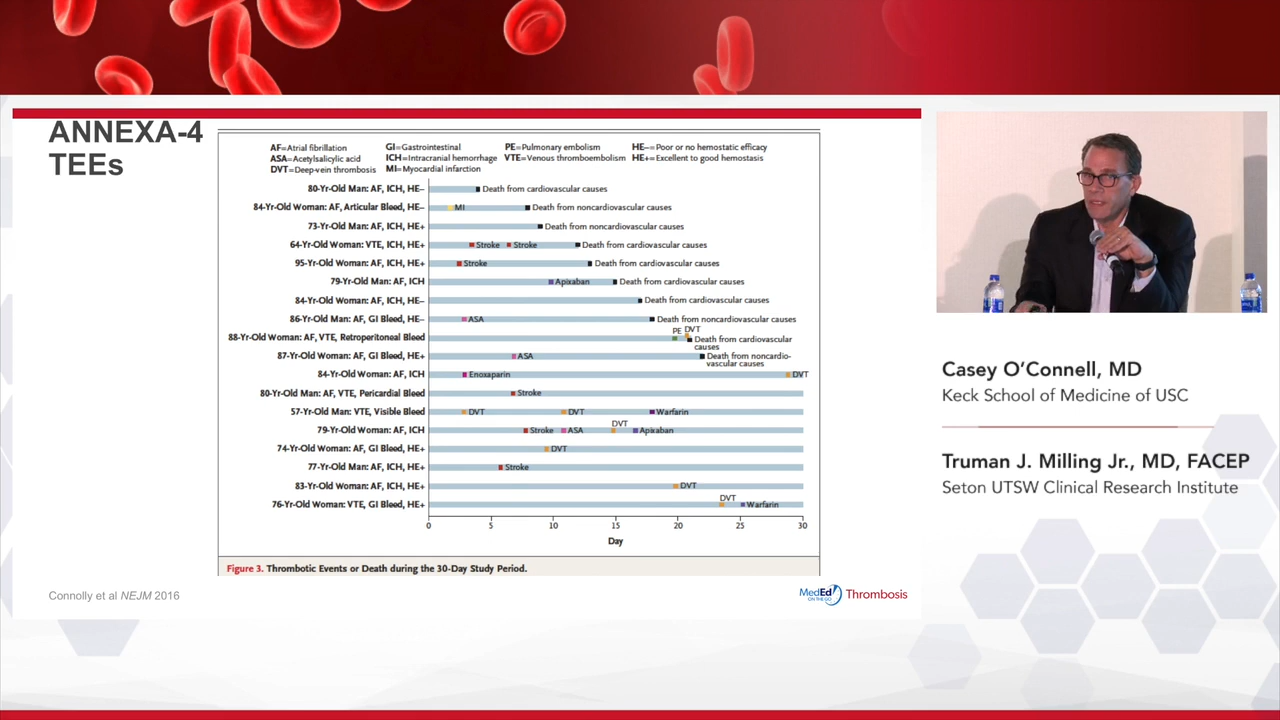 ANNEXA-4
TEEs
AF=Atrial fibrillation
ASA=Acetylsalicylic acid
DVT=Deep-vein thrombosis
GI=Gastrointestinal
ICH=Intracranial hemorrhage
MI=Myocardial infarction
PE=Pulmonary embolism
VTE=Venous thromboembolism
HE–=Poor or no hemostatic efficacy
HE+=Excellent to good hemostasis
80-Yr-Old Man: AF, ICH, HE– Death from cardiovascular causes
84-Yr-Old Woman: AF, Articular Bleed, HE– MI Death from noncardiovascular causes
73-Yr-Old Man: AF, ICH, HE+ Death from noncardiovascular causes
64-Yr-Old Woman: VTE, ICH, HE+ Stroke Stroke Death from cardiovascular causes
95-Yr-Old Woman: AF, ICH, HE+ Stroke Death from cardiovascular causes
79-Yr-Old Man: AF, ICH Apixaban Death from cardiovascular causes
84-Yr-Old Woman: AF, ICH, HE– Death from cardiovascular causes
86-Yr-Old Man: AF, GI Bleed, HE– ASA Death from noncardiovascular causes
PE DVT
88-Yr-Old Woman: AF, VTE, Retroperitoneal Bleed Death from cardiovascular
causes
87-Yr-Old Man: AF, GI Bleed, HE+ ASA Death from noncardio-
vascular causes
84-Yr-Old Woman: AF, ICH Enoxaparin DVT
80-Yr-Old Man: AF, VTE, Pericardial Bleed Stroke
57-Yr-Old Man: VTE, Visible Bleed DVT DVT Warfarin
DVT
79-Yr-Old Woman: AF, ICH Stroke ASA Apixaban
74-Yr-Old Woman: AF, GI Bleed, HE+ DVT
77-Yr-Old Man: AF, ICH, HE+ Stroke
83-Yr-Old Woman: AF, ICH, HE+ DVT
DVT
76-Yr-Old Woman: VTE, GI Bleed, HE+ Warfarin
0 5 10 15 20 25 30
Day
Figure 3. Thrombotic Events or Death during the 30-Day Study Period.
Connolly et al NEJM 2016
MedEd
ON THE GO
Thrombosis
Casey O’Connell, MD
Keck School of Medicine of USC
Truman J. Milling Jr., MD, FACEP
Seton UTSW Clinical Research Institute